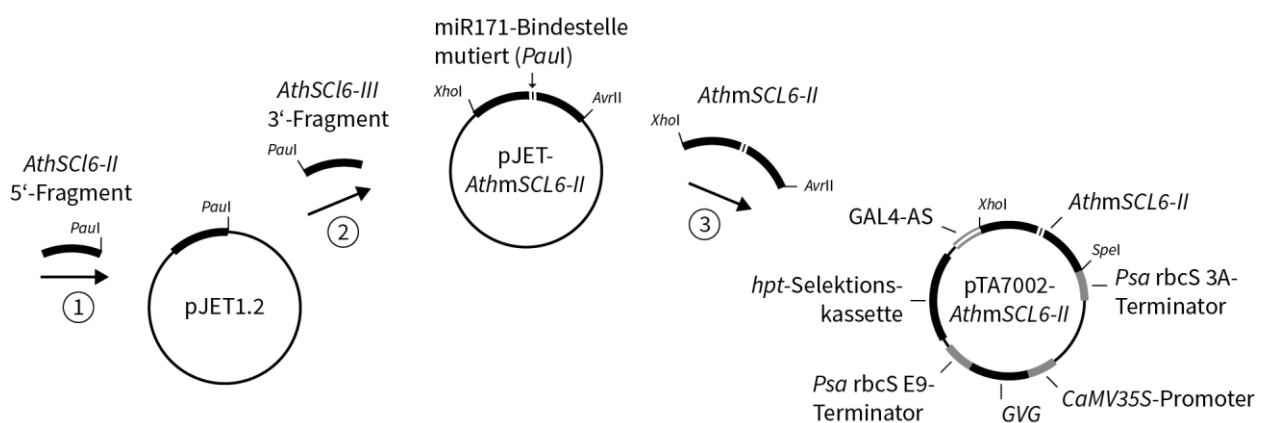 AthSCl6-II
5‘-Fragment
PauI
1
PauI
pJET1.2
AthSCl6-III
3‘-Fragment
PauI
2
miR171-Bindestelle
mutiert (PauI)
XhoI
AvrII
pJET-
AthmSCL6-II
AthmSCL6-II
XhoI
AvrII
3
GAL4-AS
XhoI
AthmSCL6-II
SpeI
hpt-Selektions-
kassette
pTA7002-
AthmSCL6-II
Psa rbcS 3A-
Terminator
Psa rbcS E9-
Terminator
GVG
CaMV35S-Promoter